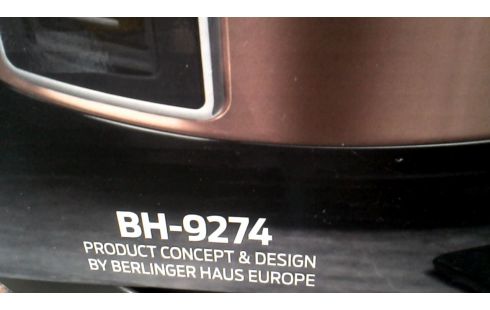 BH-9274
PRODUCT CONCEPT & DESIGN
BY BERLINGER HAUS EUROPE